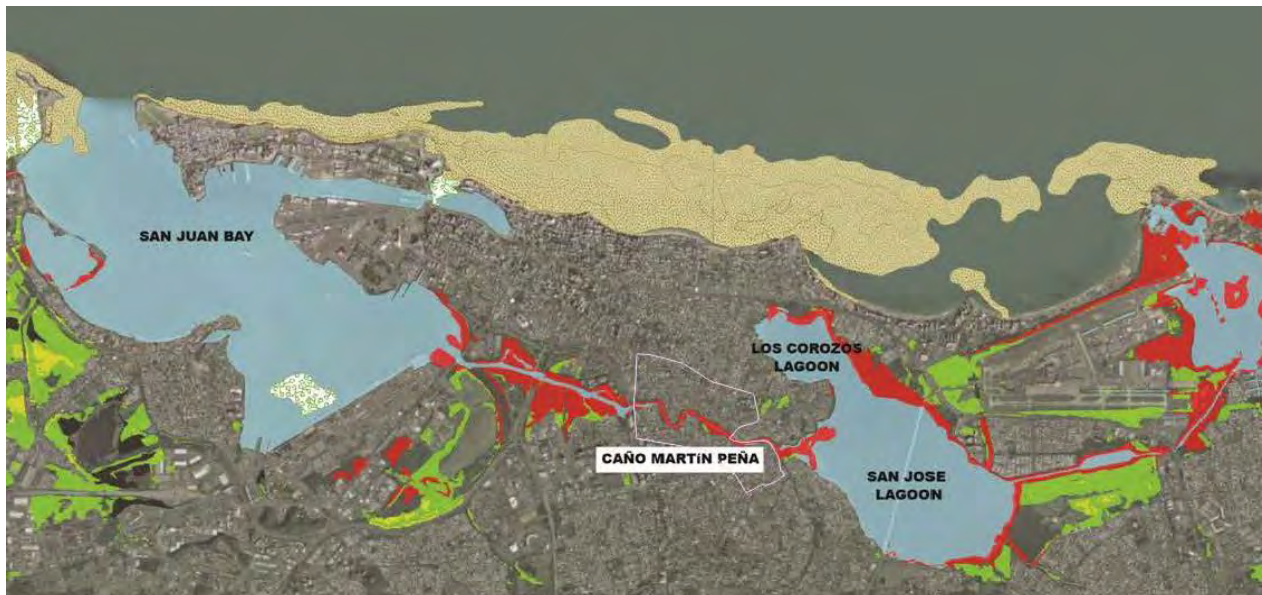 SAN JUAN BAY
LOS COROZOS
LAGOON
CAÑO MARTíN PEÑA
SAN JOSE
LAGOON